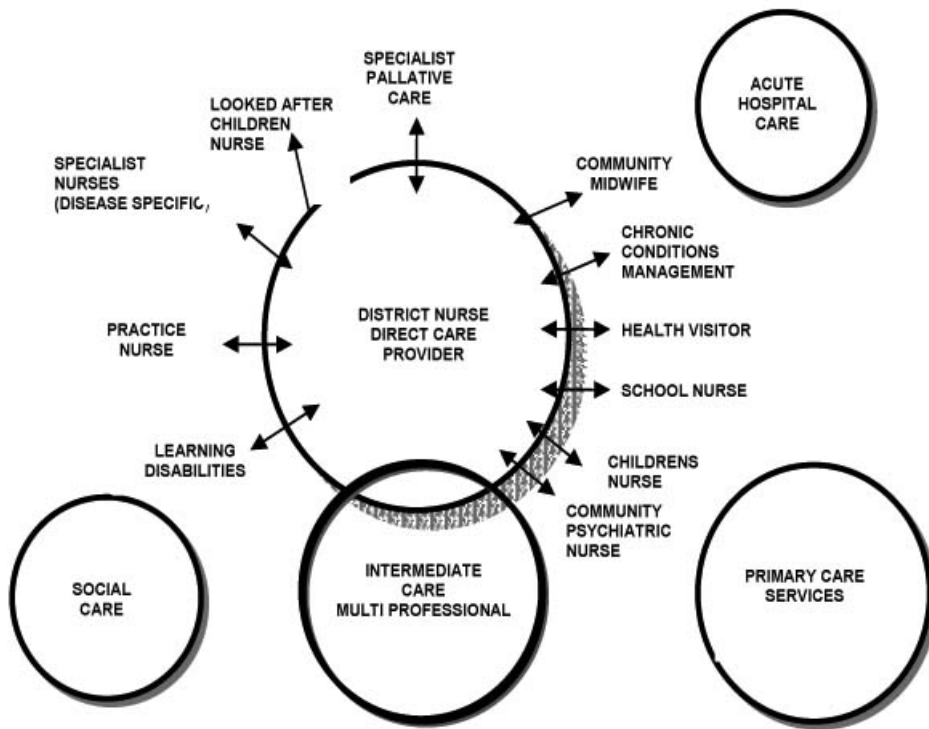 SPECIALIST
PALLATIVE
CARE
ACUTE
HOSPITAL
CARE
LOOKED AFTER
CHILDREN
NURSE
SPECIALIST
NURSES
(DISEASE SPECIFIC)
COMMUNITY
MIDWIFE
CHRONIC
CONDITIONS
MANAGEMENT
DISTRICT NURSE
DIRECT CARE
PROVIDER
PRACTICE
NURSE
HEALTH VISITOR
SCHOOL NURSE
LEARNING
DISABILITIES
CHILDRENS
NURSE
COMMUNITY
PSYCHIATRIC
NURSE
SOCIAL
CARE
INTERMEDIATE
CARE
MULTI PROFESSIONAL
PRIMARY CARE
SERVICES